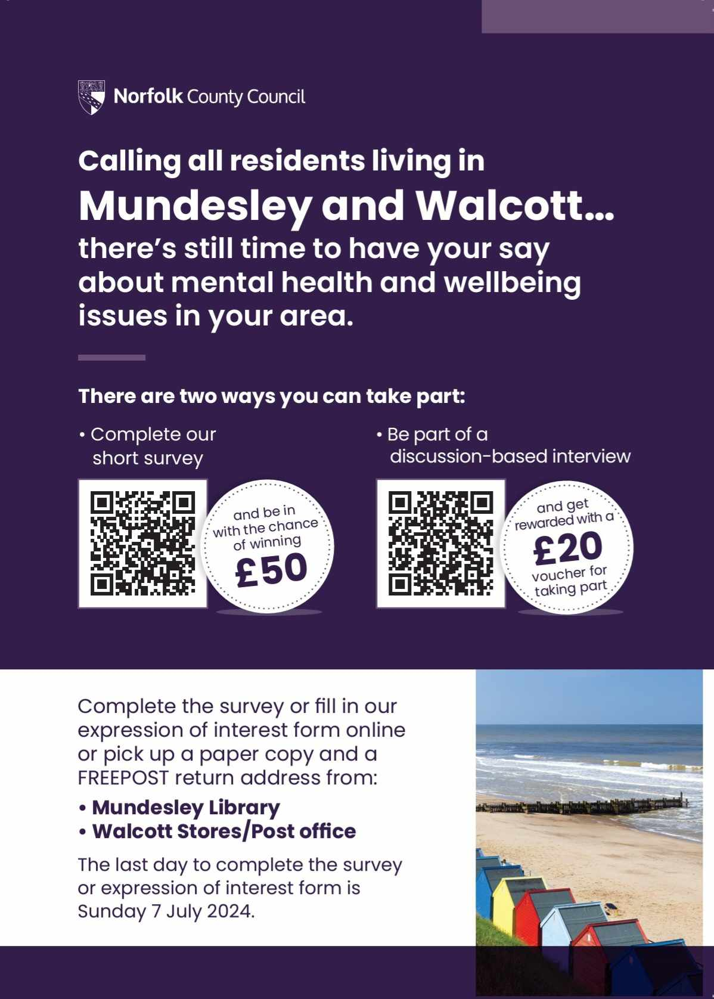 Norfolk County Council
Calling all residents living in
Mundesley and Walcott...
there’s still time to have your say
about mental health and wellbeing
issues in your area.
There are two ways you can take part:
• Complete our
short survey
and be in
with the chance
of winning
£50
• Be part of a
discussion-based interview
and get
rewarded with a
£20
voucher for
taking part
Complete the survey or fill in our
expression of interest form online
or pick up a paper copy and a
FREEPOST return address from:
• Mundesley Library
• Walcott Stores/Post office
The last day to complete the survey
or expression of interest form is
Sunday 7 July 2024.